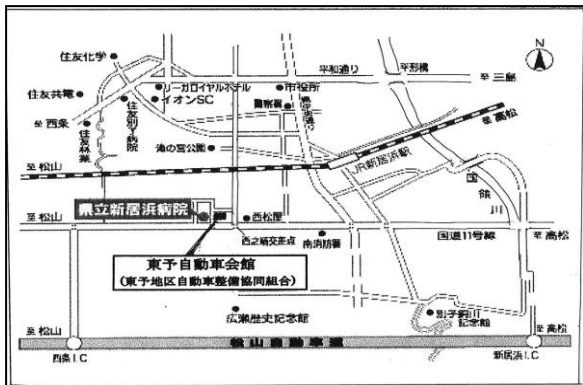 住友化学
N
平和通り
平形橋
至 三島
リーガロイヤルホテル
市役所
住友共電
イオンSC
警察署
至 西条
住友別子病院
住友林業
至 高松
滝の宮公園
JR新居浜駅
至 松山
国領川
県立新居浜病院
至 松山
西松屋
西之端交差点
南消防署
国道11号線
至 高松
東予自動車会館
(東予地区自動車整備協同組合)
広瀬歴史記念館
別子銅山
記念館
至 松山
至 高松
松山自動車道
西条I.C
新居浜I.C